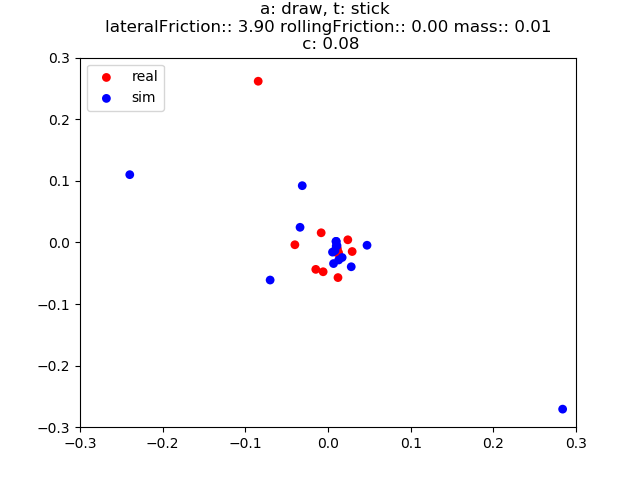 a: draw, t: stick
lateralFriction:: 3.90 rollingFriction:: 0.00 mass:: 0.01
c: 0.08
real
sim
0.3
0.2
0.1
0.0
−0.1
−0.2
−0.3
−0.3 −0.2 −0.1 0.0 0.1 0.2 0.3